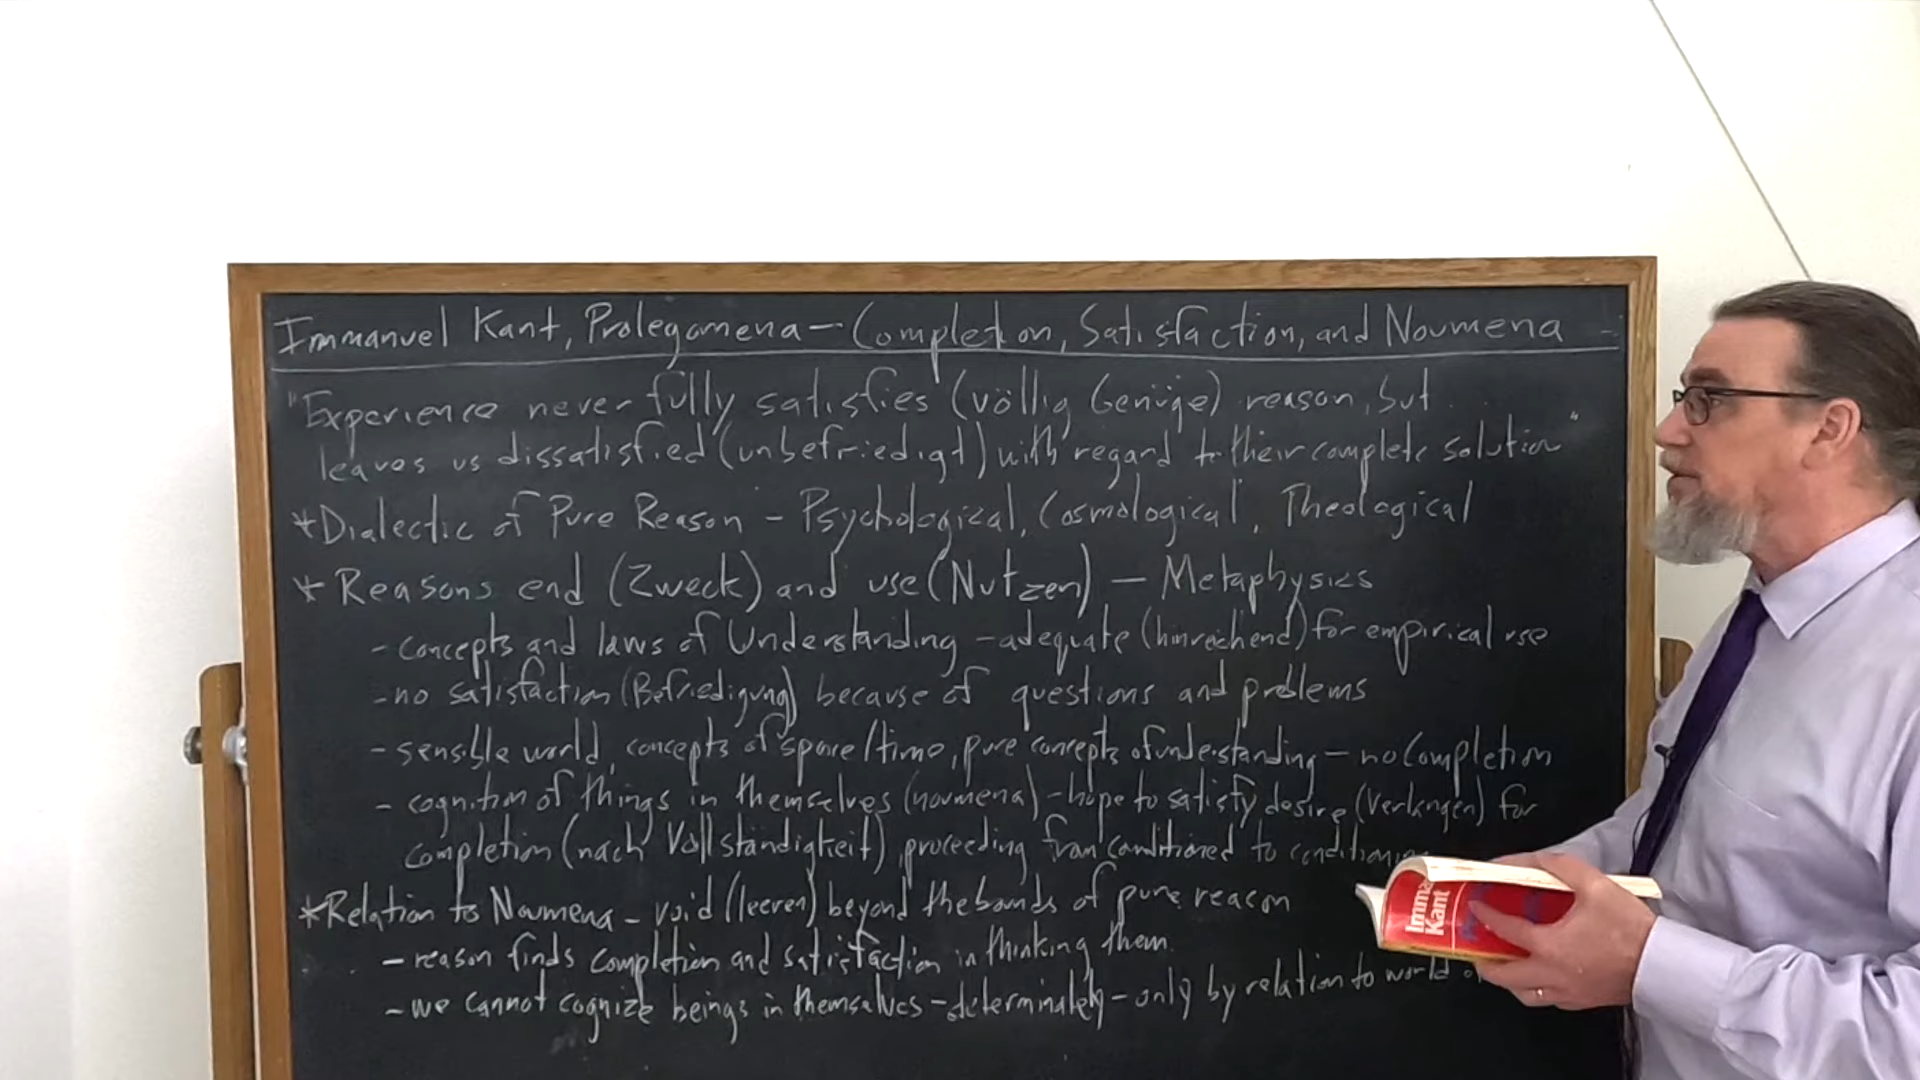 Immanuel Kant, Prolegomena — Completion, Satisfaction, and Noumena
"Experience never fully satisfies (völlig Genüge) reason, but
leaves us dissatisfied (unbefriedigt) with regard to their complete solution"
* Dialectic of Pure Reason - Psychological, Cosmological, Theological
* Reasons end (Zweck) and use (Nutzen) — Metaphysics
- concepts and laws of Understanding - adequate (hinreichend) for empirical use
- no satisfaction (Befriedigung) because of questions and problems
- sensible world, concepts of space/time, pure concepts of understanding - no completion
- cognition of things in themselves (noumena) - hope to satisfy desire (Verlangen) for
completion (nach Vollständigkeit) proceeding from conditioned to
* Relation to Noumena - void (leeren) beyond the bounds of pure reason
- reason finds completion and satisfaction in thinking them
- we cannot cognize beings in themselves - determinately - only by relation to world
Imma
Kant